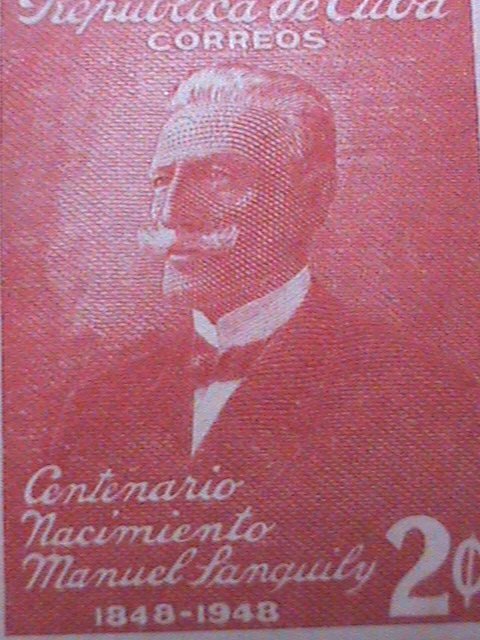 República de Cuba
CORREOS
Centenario
Nacimiento
Manuel Sanguily
1848-1948
2¢